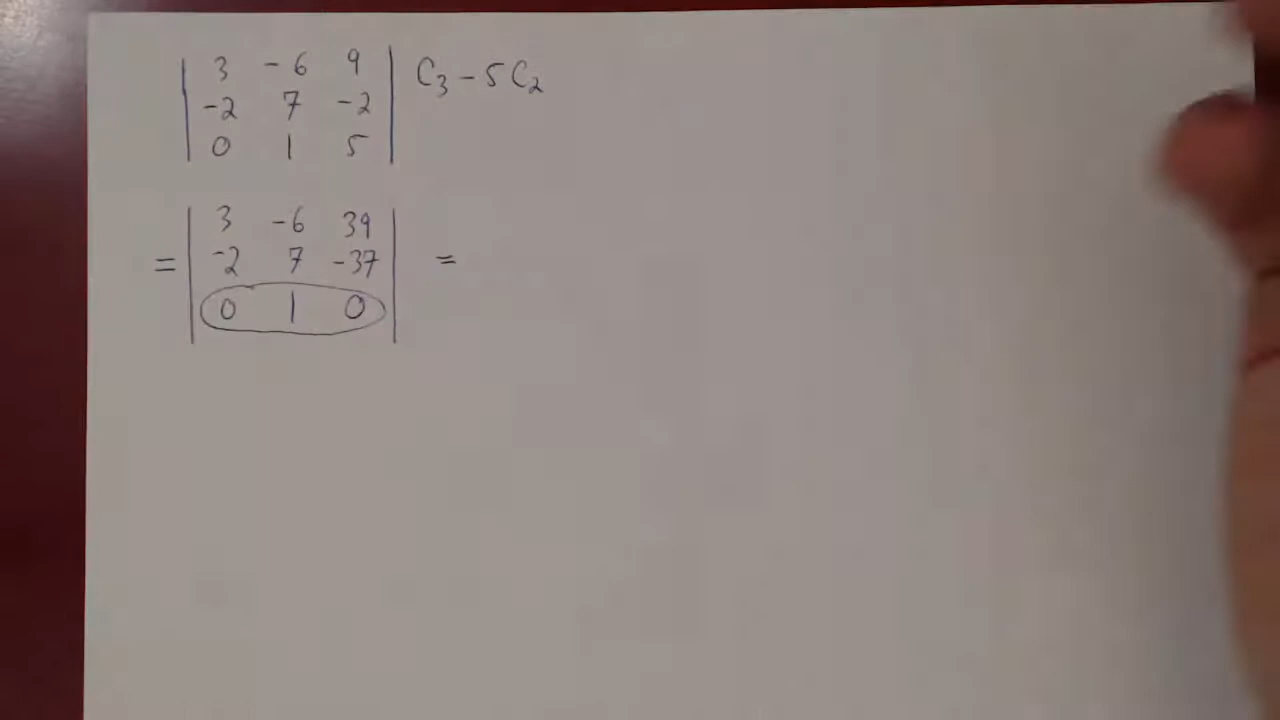 | 3 -6 9 | C₃ - 5C₂
| -2 7 -2 |
| 0 1 5 |
= | 3 -6 39 | =
| -2 7 -37 |
| 0 1 0 |